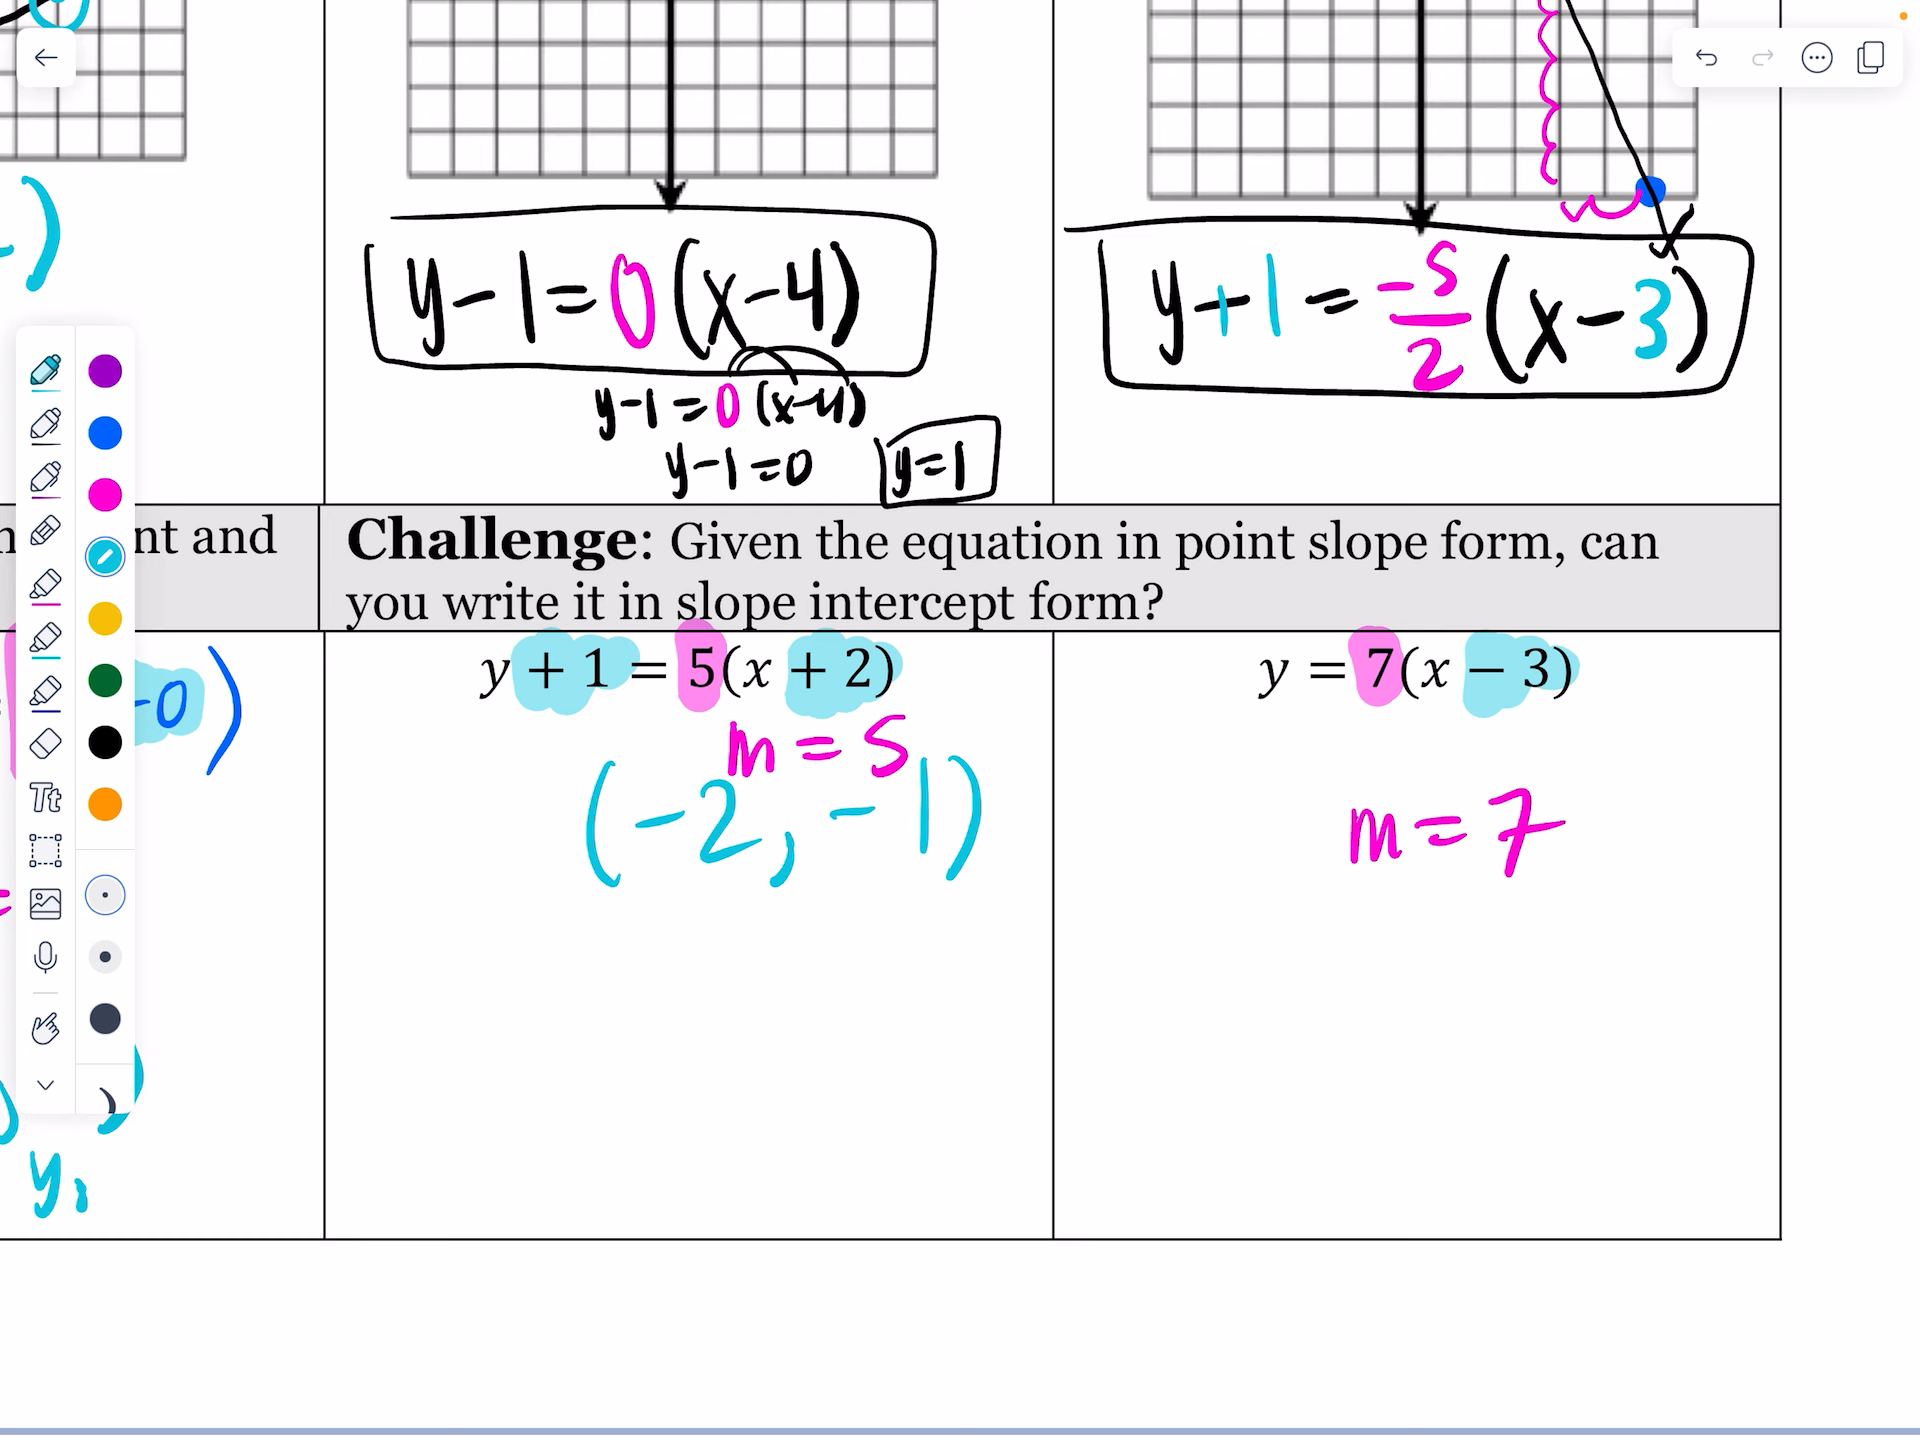 )
y-1=0(x-4)
y-1=0(x-4)
y-1=0
y=1
y+1=-5/2(x-3)
nt and
Challenge: Given the equation in point slope form, can
you write it in slope intercept form?
-0)
y + 1 = 5(x + 2)
m = 5
(-2, -1)
y = 7(x − 3)
m = 7
Tt
=
)
y₁